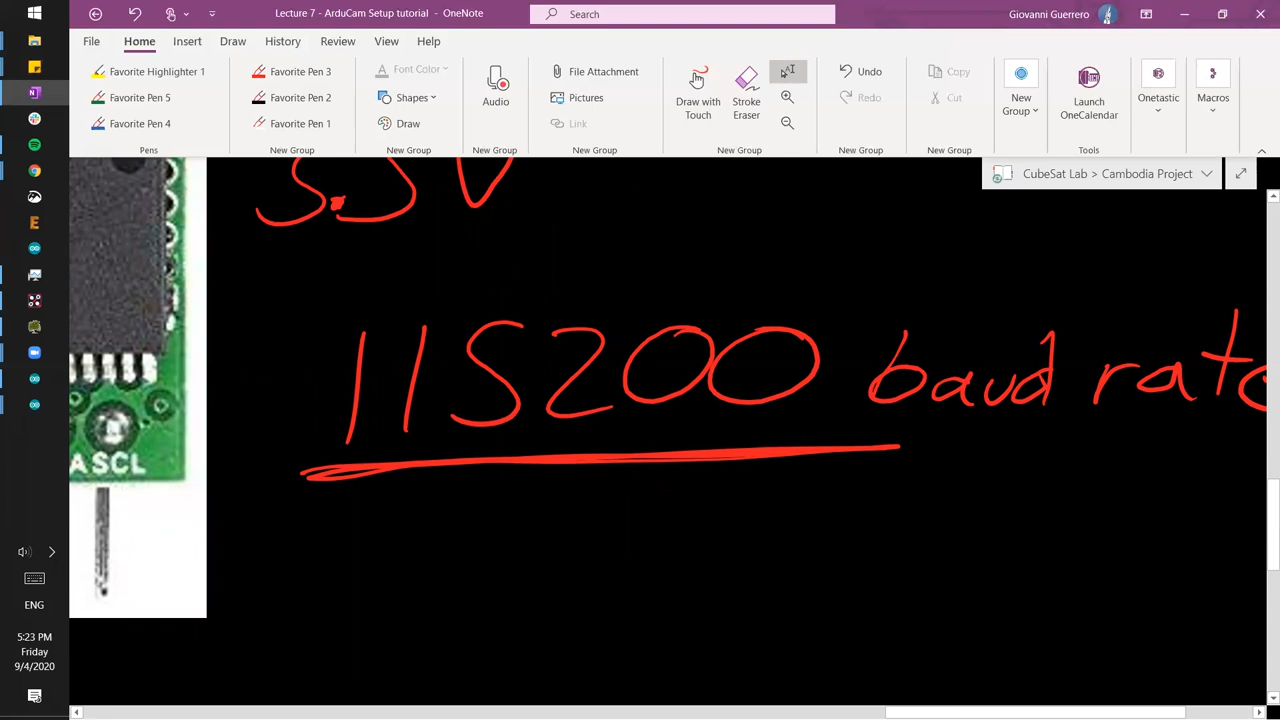 Lecture 7 - ArduCam Setup tutorial - OneNote
Search
Giovanni Guerrero
File Home Insert Draw History Review View Help
Favorite Highlighter 1
Favorite Pen 5
Favorite Pen 4
Pens
Favorite Pen 3
Favorite Pen 2
Favorite Pen 1
New Group
Font Color
Shapes
Draw
New Group
Audio
New Group
File Attachment
Pictures
Link
New Group
Draw with Touch
Stroke Eraser
New Group
Undo
Redo
New Group
Copy
Cut
New Group
New Group
Launch OneCalendar
Tools
Onetastic
Macros
CubeSat Lab > Cambodia Project
115200 baud rate
ASCL
ENG
5:23 PM
Friday
9/4/2020